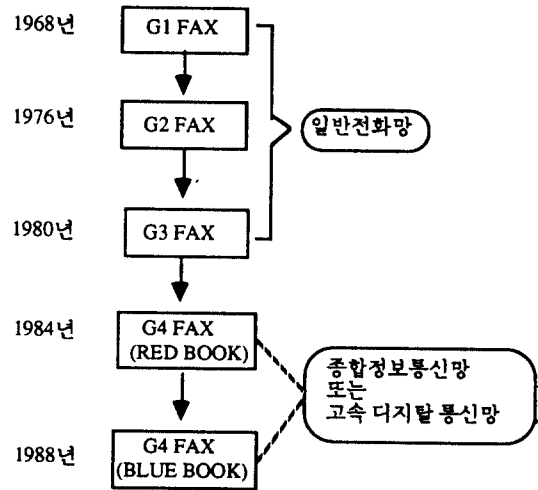 1968년
G1 FAX
1976년
G2 FAX
일반전화망
1980년
G3 FAX
1984년
G4 FAX
(RED BOOK)
종합정보통신망
또는
고속 디지탈 통신망
1988년
G4 FAX
(BLUE BOOK)